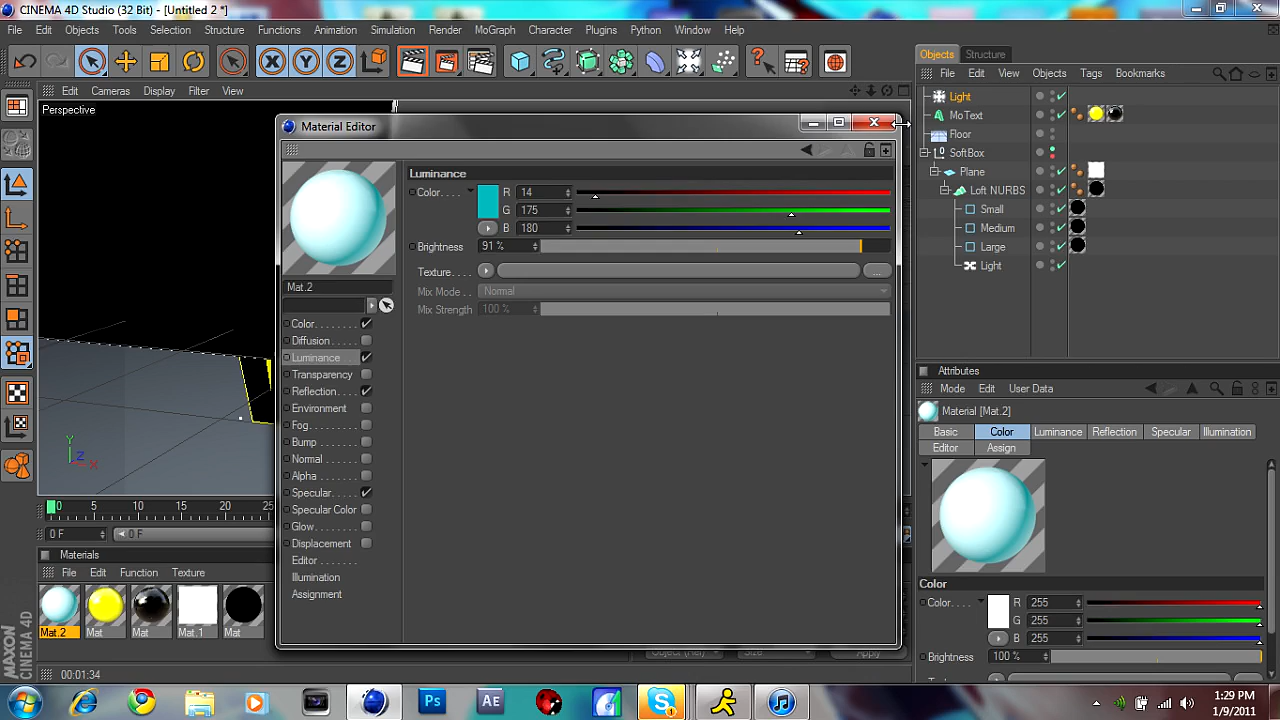 CINEMA 4D Studio (32 Bit) - [Untitled 2 *]
File Edit Objects Tools Selection Structure Functions Animation Simulation Render MoGraph Character Plugins Python Window Help
Objects Structure
File Edit View Objects Tags Bookmarks
Edit Cameras Display Filter View
Perspective
Light
MoText
Floor
SoftBox
Plane
Loft NURBS
Small
Medium
Large
Light
Material Editor
Luminance
Color. . . . R 14
G 175
B 180
Brightness 91 %
Texture. . . . ...
Mix Mode . . Normal
Mix Strength 100 %
Mat.2
Color. . . . . . . .
Diffusion . . . . .
Luminance . .
Transparency
Reflection. . . .
Environment
Fog. . . . . . . . .
Bump . . . . . . .
Normal . . . . . .
Alpha . . . . . . .
Specular. . . . .
Specular Color
Glow. . . . . . . .
Displacement
Editor . . . . . . .
Illumination
Assignment
Attributes
Mode Edit User Data
Material [Mat.2]
Basic Color Luminance Reflection Specular Illumination
Editor Assign
Color
Color. . . . R 255
G 255
B 255
Brightness 100 %
Y
Z
X
0 5 10 15 20 25
0 F 0 F
Materials
File Edit Function Texture
Mat.2 Mat Mat Mat.1 Mat
Size Apply
00:01:34
MAXON
CINEMA 4D
Ps
AE
1
1:29 PM
1/9/2011